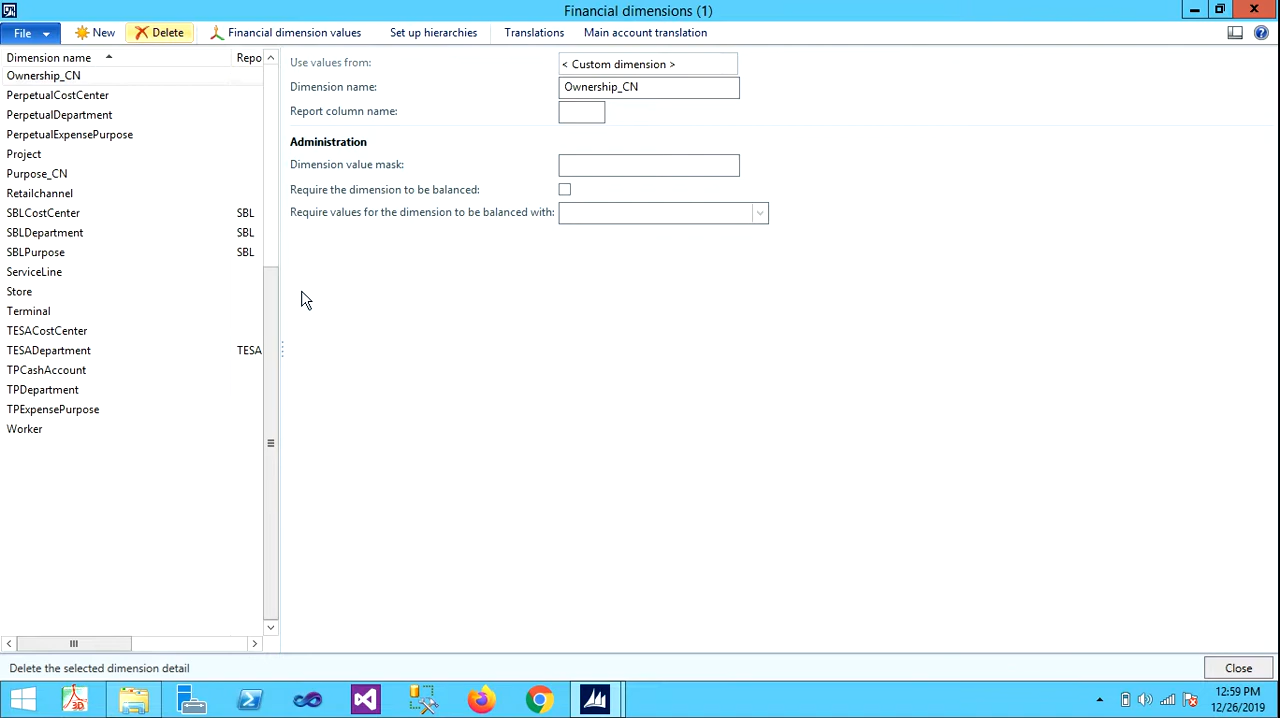 Financial dimensions (1)
File New Delete Financial dimension values Set up hierarchies Translations Main account translation
Dimension name Repo
Ownership_CN
PerpetualCostCenter
PerpetualDepartment
PerpetualExpensePurpose
Project
Purpose_CN
Retailchannel
SBLCostCenter SBL
SBLDepartment SBL
SBLPurpose SBL
ServiceLine
Store
Terminal
TESACostCenter
TESADepartment TESA
TPCashAccount
TPDepartment
TPExpensePurpose
Worker
Use values from: < Custom dimension >
Dimension name: Ownership_CN
Report column name:
Administration
Dimension value mask:
Require the dimension to be balanced:
Require values for the dimension to be balanced with:
Delete the selected dimension detail
Close
12:59 PM
12/26/2019